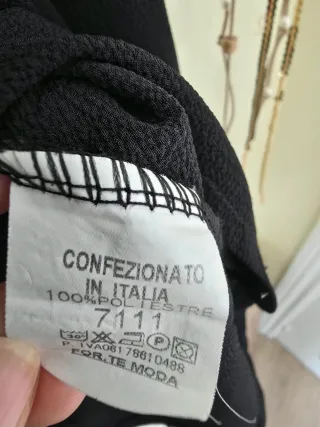 CONFEZIONATO
IN ITALIA
100%POLIESTRE
7111
P.IVA06178610488
FOR.TE MODA